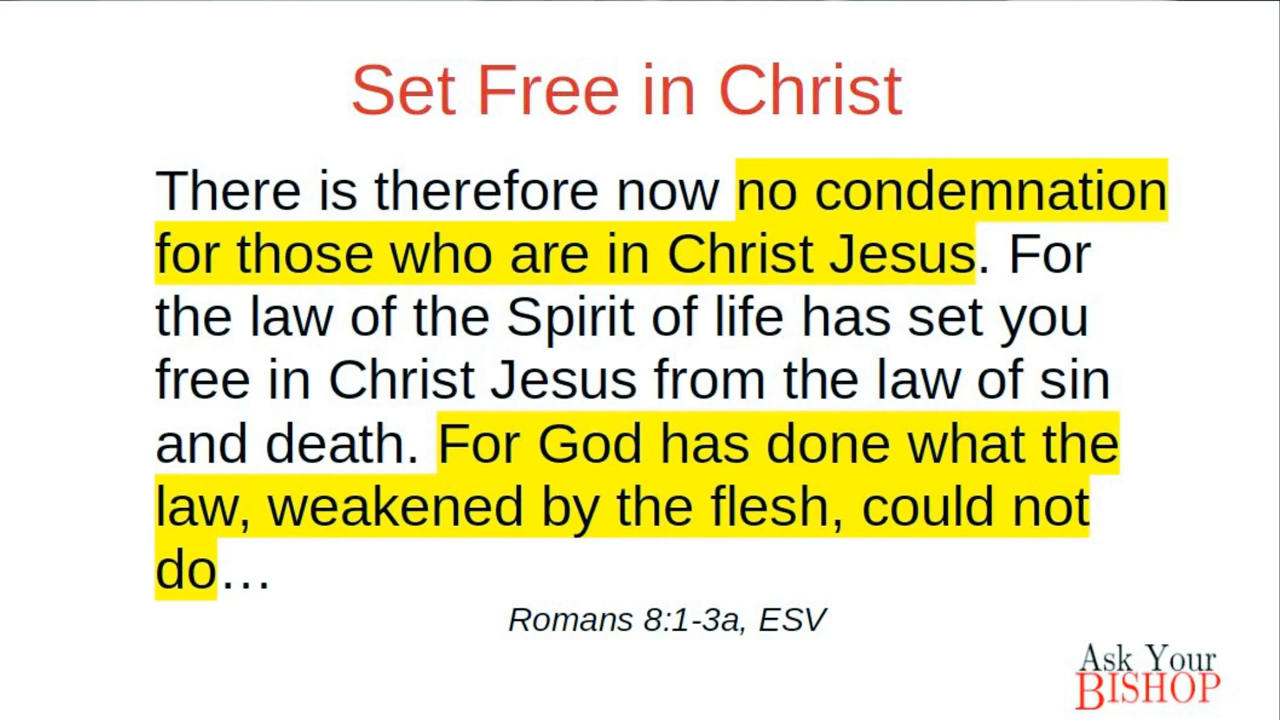 Set Free in Christ
There is therefore now no condemnation
for those who are in Christ Jesus. For
the law of the Spirit of life has set you
free in Christ Jesus from the law of sin
and death. For God has done what the
law, weakened by the flesh, could not
do…
Romans 8:1-3a, ESV
Ask Your
BISHOP